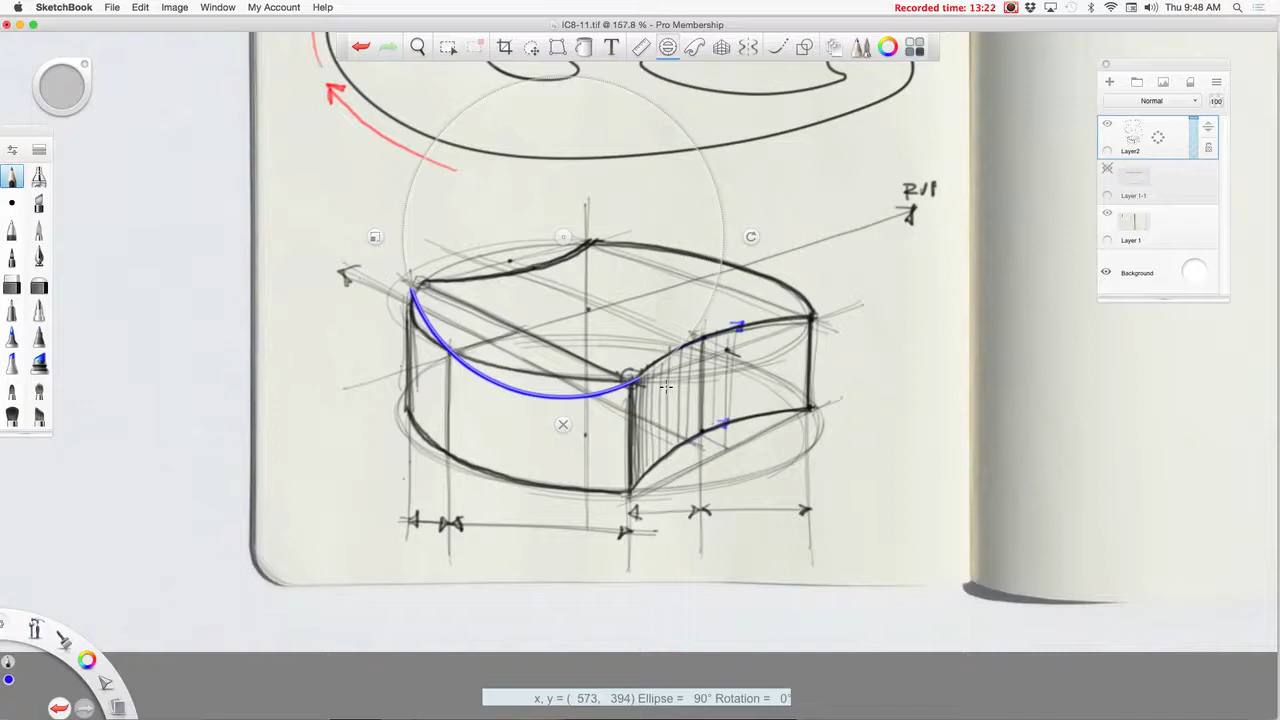 SketchBook File Edit Image Window My Account Help
Recorded time: 13:22
Thu 9:48 AM
IC8-11.tif @ 157.8 % - Pro Membership
T
Normal
100
Layer2
Layer 1-1
Layer 1
Background
x, y = ( 573, 394) Ellipse = 90° Rotation = 0°